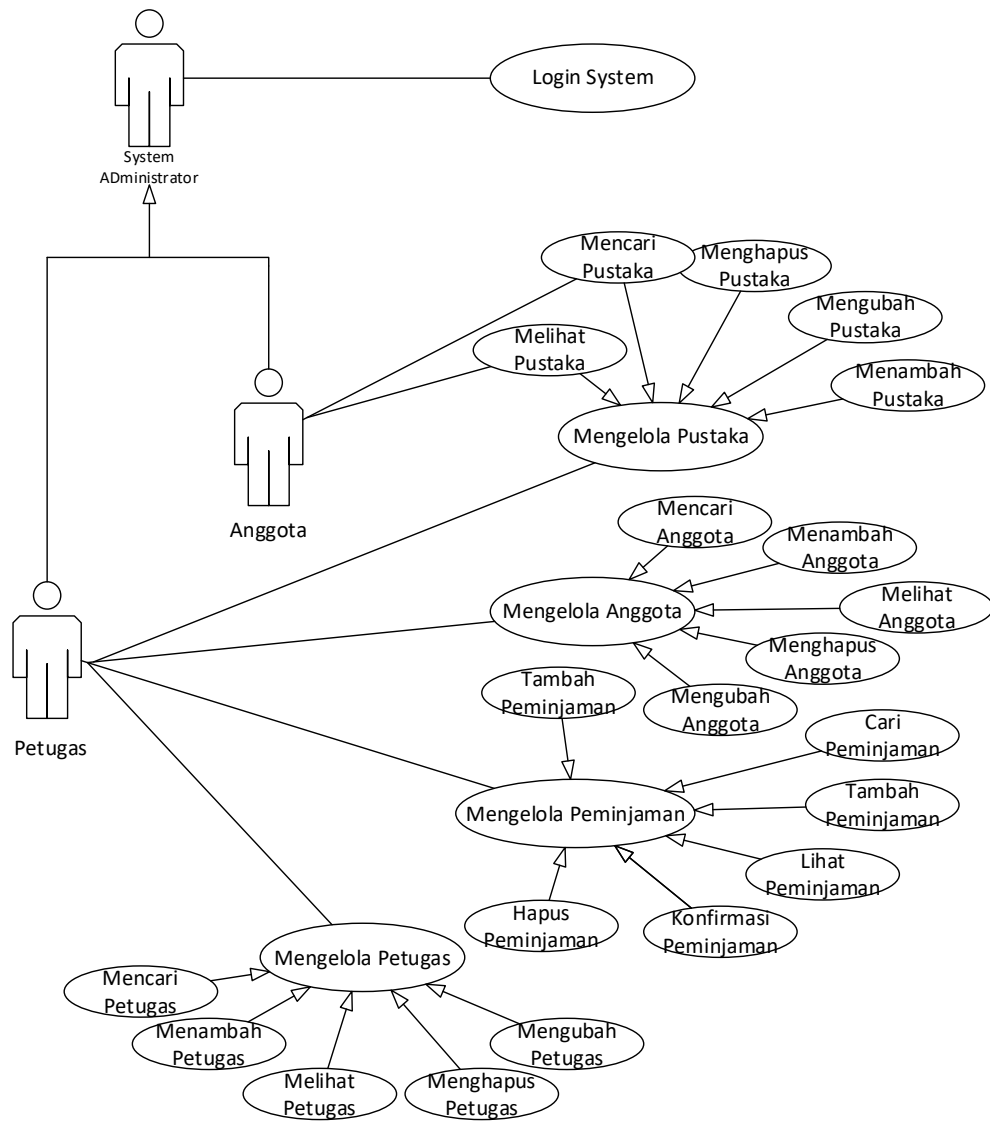 Login System
System
ADministrator
Mencari
Pustaka
Menghapus
Pustaka
Mengubah
Pustaka
Melihat
Pustaka
Menambah
Pustaka
Mengelola Pustaka
Anggota
Mencari
Anggota
Menambah
Anggota
Mengelola Anggota
Melihat
Anggota
Menghapus
Anggota
Mengubah
Anggota
Petugas
Tambah
Peminjaman
Cari
Peminjaman
Mengelola Peminjaman
Tambah
Peminjaman
Lihat
Peminjaman
Hapus
Peminjaman
Konfirmasi
Peminjaman
Mengelola Petugas
Mencari
Petugas
Menambah
Petugas
Melihat
Petugas
Menghapus
Petugas
Mengubah
Petugas